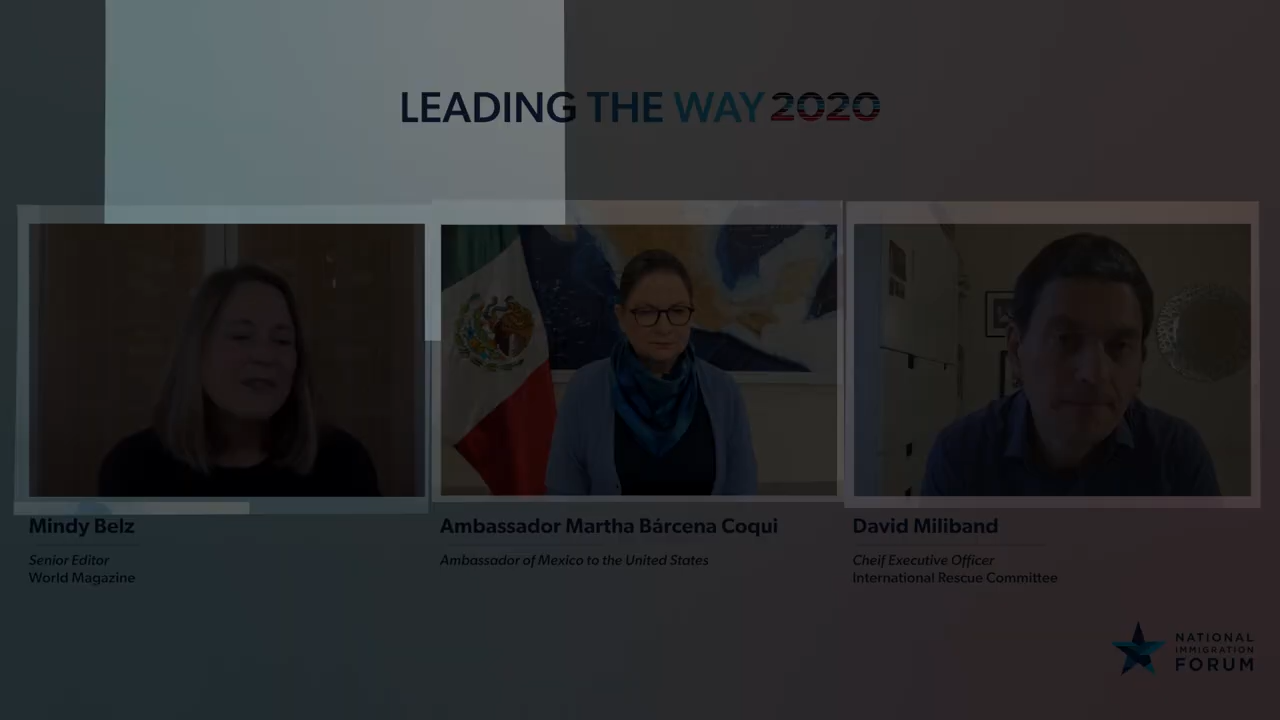 LEADING THE WAY 2020
Mindy Belz
Senior Editor
World Magazine
Ambassador Martha Bárcena Coqui
Ambassador of Mexico to the United States
David Miliband
Cheif Executive Officer
International Rescue Committee
NATIONAL
IMMIGRATION
FORUM